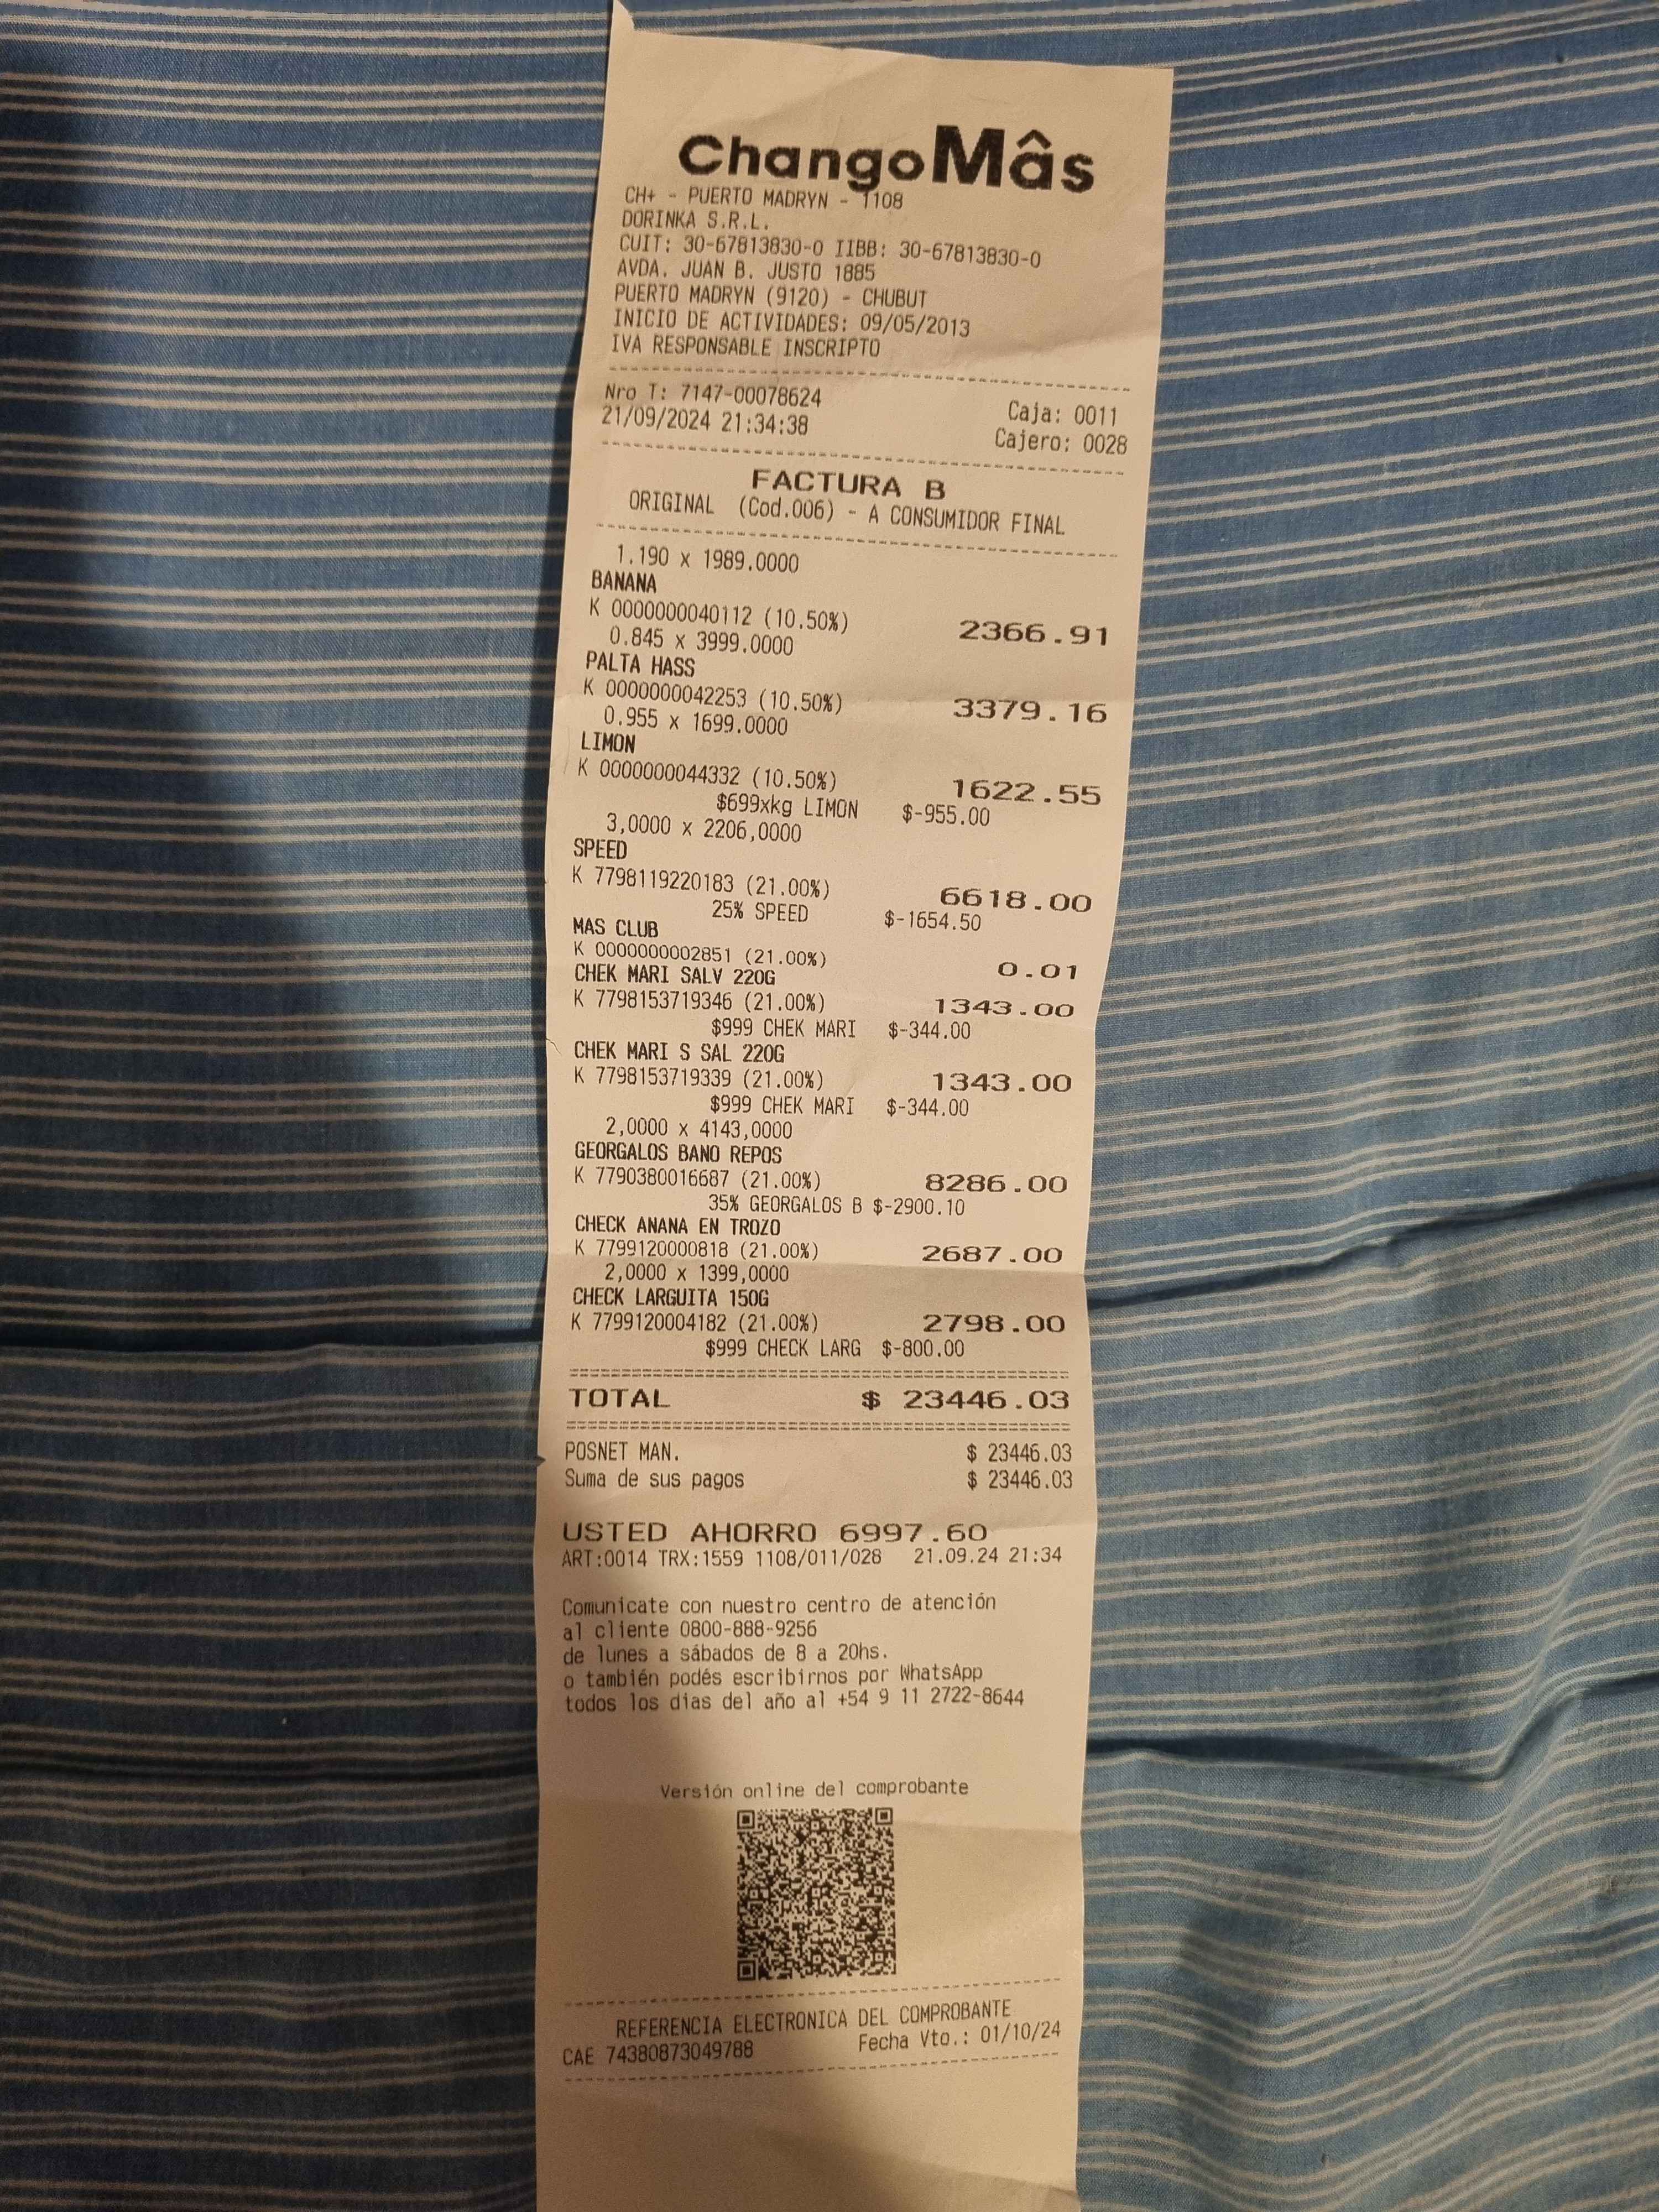 ChangoMâs
CH+ - PUERTO MADRYN - 1108
DORINKA S.R.L.
CUIT: 30-67813830-0 IIBB: 30-67813830-0
AVDA. JUAN B. JUSTO 1885
PUERTO MADRYN (9120) - CHUBUT
INICIO DE ACTIVIDADES: 09/05/2013
IVA RESPONSABLE INSCRIPTO
Nro T: 7147-00078624 Caja: 0011
21/09/2024 21:34:38 Cajero: 0028
FACTURA B
ORIGINAL (Cod.006) - A CONSUMIDOR FINAL
1.190 x 1989.0000
BANANA
K 0000000040112 (10.50%) 2366.91
0.845 x 3999.0000
PALTA HASS
K 0000000042253 (10.50%) 3379.16
0.955 x 1699.0000
LIMON
K 0000000044332 (10.50%) 1622.55
$699xkg LIMON $-955.00
3,0000 x 2206,0000
SPEED
K 7798119220183 (21.00%) 6618.00
25% SPEED $-1654.50
MAS CLUB
K 0000000002851 (21.00%) 0.01
CHEK MARI SALV 220G
K 7798153719346 (21.00%) 1343.00
$999 CHEK MARI $-344.00
CHEK MARI S SAL 220G
K 7798153719339 (21.00%) 1343.00
$999 CHEK MARI $-344.00
2,0000 x 4143,0000
GEORGALOS BANO REPOS
K 7790380016687 (21.00%) 8286.00
35% GEORGALOS B $-2900.10
CHECK ANANA EN TROZO
K 7799120000818 (21.00%) 2687.00
2,0000 x 1399,0000
CHECK LARGUITA 150G
K 7799120004182 (21.00%) 2798.00
$999 CHECK LARG $-800.00
TOTAL $ 23446.03
POSNET MAN. $ 23446.03
Suma de sus pagos $ 23446.03
USTED AHORRO 6997.60
ART:0014 TRX:1559 1108/011/028 21.09.24 21:34
Comunicate con nuestro centro de atención
al cliente 0800-888-9256
de lunes a sábados de 8 a 20hs.
o también podés escribirnos por WhatsApp
todos los dias del año al +54 9 11 2722-8644
Versión online del comprobante
REFERENCIA ELECTRONICA DEL COMPROBANTE
CAE 74380873049788 Fecha Vto.: 01/10/24